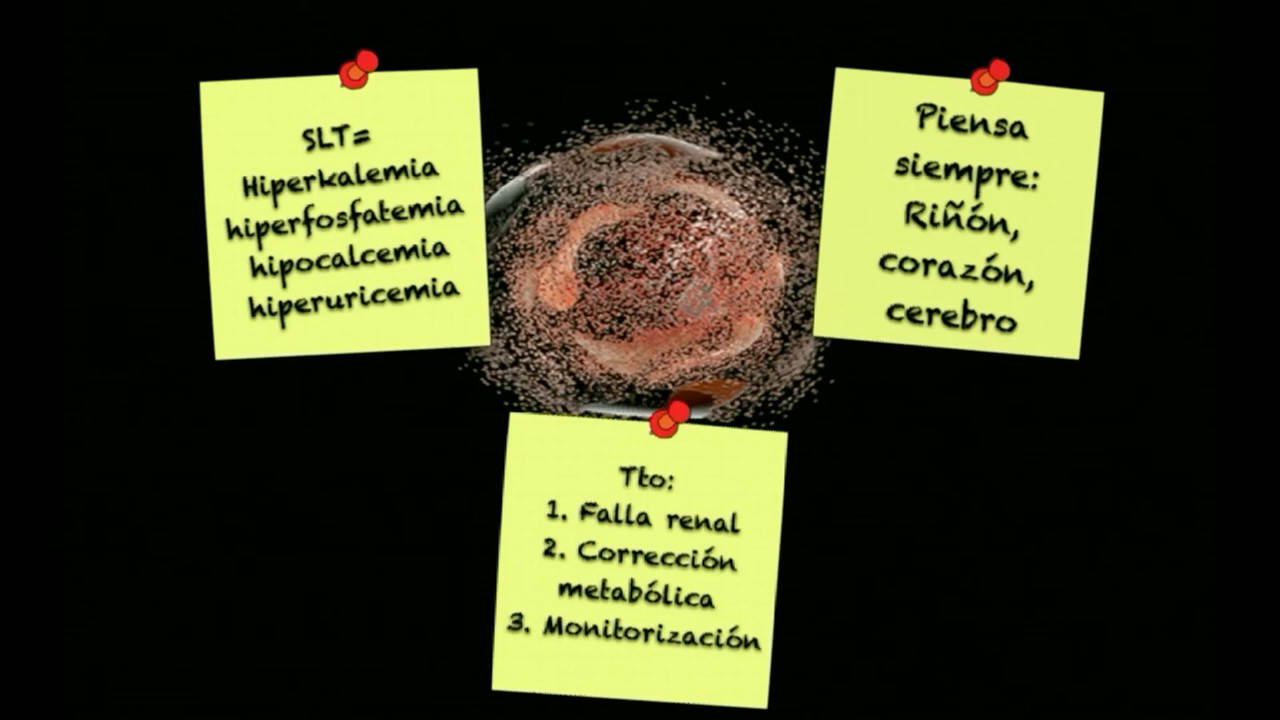 SLT=
Hiperkalemia
hiperfosfatemia
hipocalcemia
hiperuricemia
Piensa
siempre:
Riñón,
corazón,
cerebro
Tto:
1. Falla renal
2. Corrección
metabólica
3. Monitorización